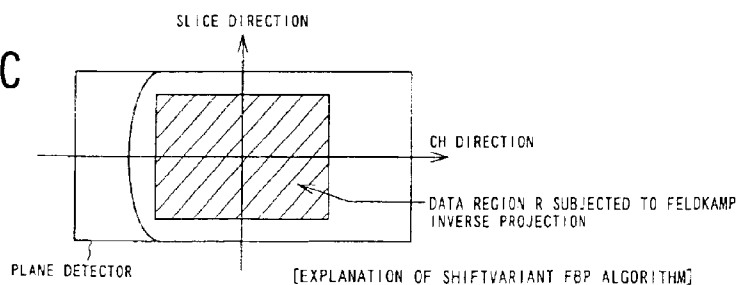 SLICE DIRECTION
C
CH DIRECTION
DATA REGION R SUBJECTED TO FELDKAMP
INVERSE PROJECTION
PLANE DETECTOR
[EXPLANATION OF SHIFTVARIANT FBP ALGORITHM]